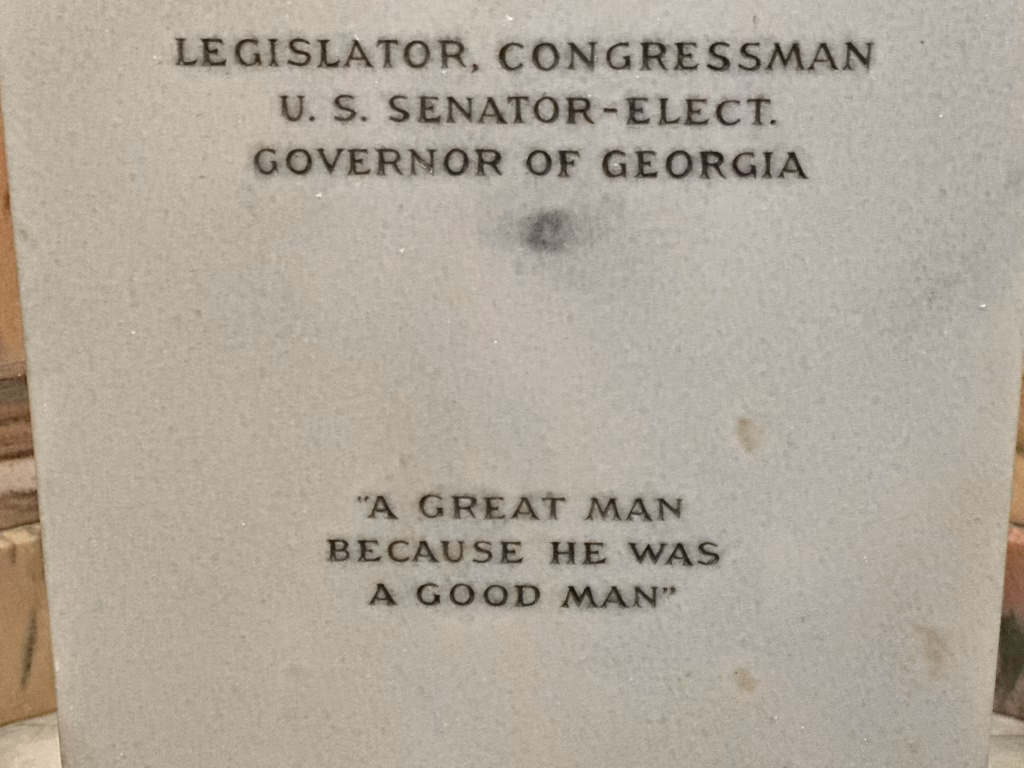 LEGISLATOR, CONGRESSMAN
U. S. SENATOR-ELECT.
GOVERNOR OF GEORGIA
"A GREAT MAN
BECAUSE HE WAS
A GOOD MAN"